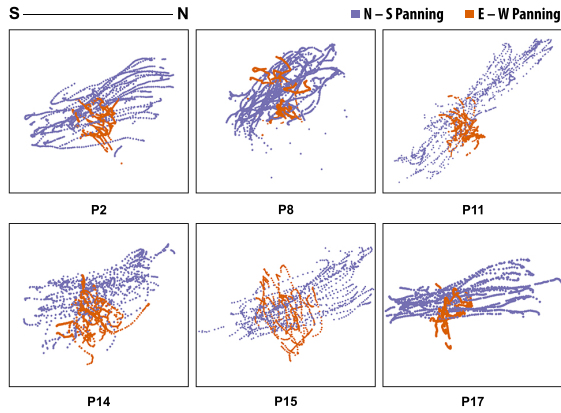 S N
N – S Panning E – W Panning
P2 P8 P11
P14 P15 P17